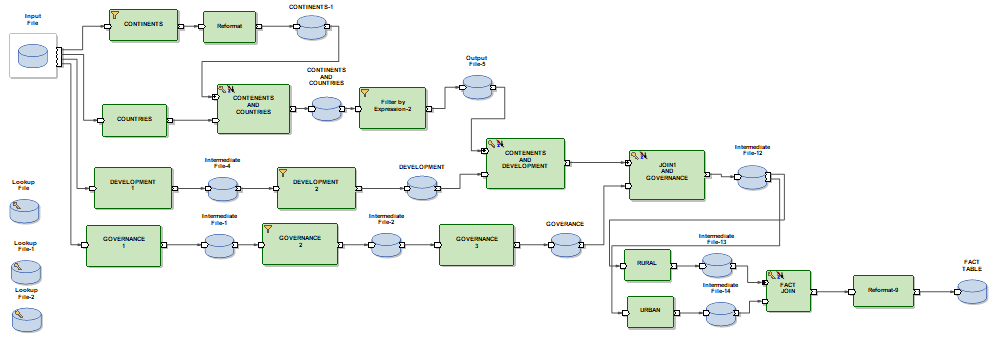 Input
File
CONTINENTS
Reformat
CONTINENTS-1
CONTENENTS
AND
COUNTRIES
COUNTRIES
CONTINENTS
AND
COUNTRIES
Filter by
Expression-2
Output
File-5
CONTENENTS
AND
DEVELOPMENT
JOIN1
AND
GOVERNANCE
Intermediate
File-12
DEVELOPMENT
1
Intermediate
File-4
DEVELOPMENT
2
DEVELOPMENT
Lookup
File
GOVERNANCE
1
Intermediate
File-1
GOVERNANCE
2
Intermediate
File-2
GOVERNANCE
3
GOVERANCE
Lookup
File-1
Lookup
File-2
RURAL
Intermediate
File-13
URBAN
Intermediate
File-14
FACT
JOIN
Reformat-9
FACT
TABLE